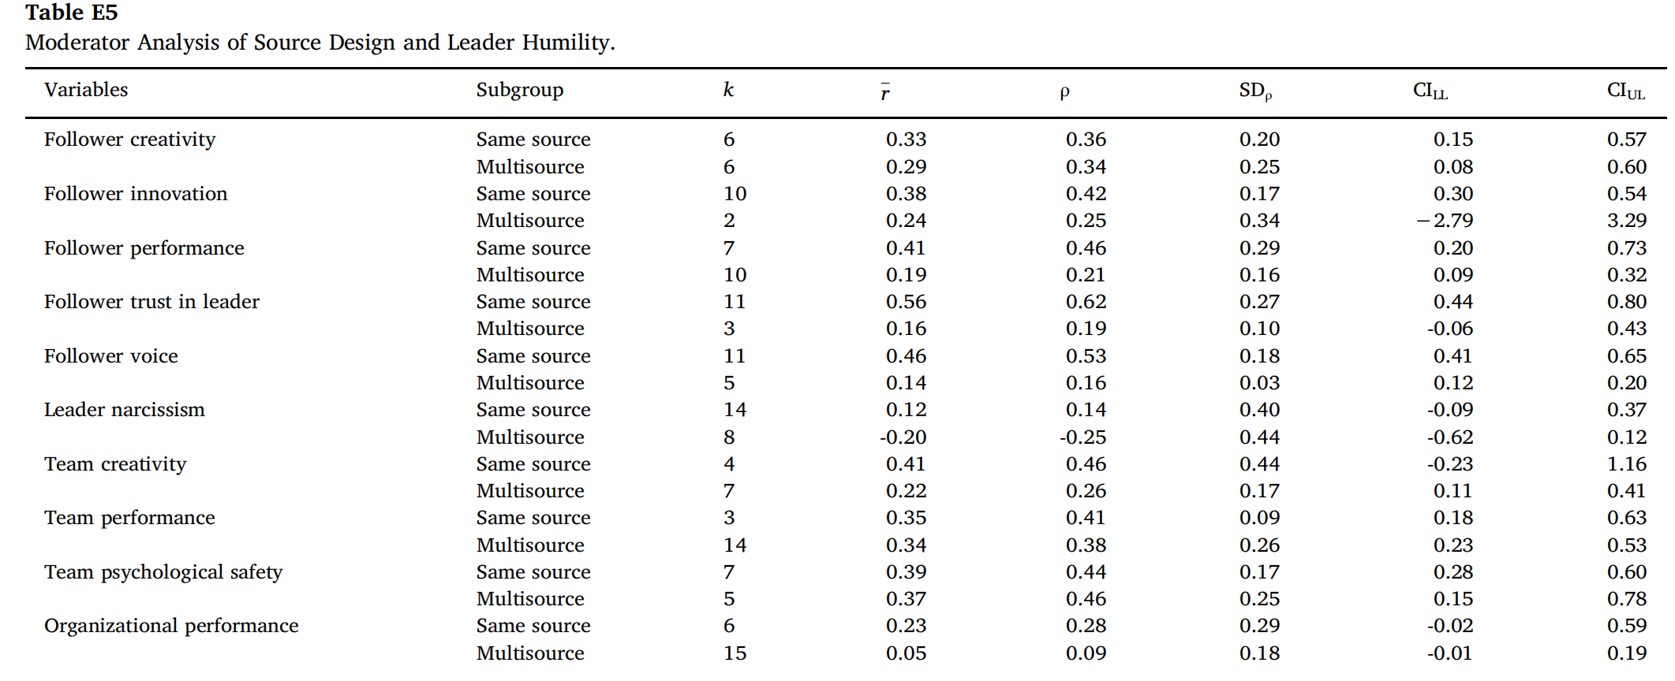 Table E5
Moderator Analysis of Source Design and Leader Humility.
Variables Subgroup k r̄ ρ SDρ CILL CIUL
Follower creativity Same source 6 0.33 0.36 0.20 0.15 0.57
Multisource 6 0.29 0.34 0.25 0.08 0.60
Follower innovation Same source 10 0.38 0.42 0.17 0.30 0.54
Multisource 2 0.24 0.25 0.34 −2.79 3.29
Follower performance Same source 7 0.41 0.46 0.29 0.20 0.73
Multisource 10 0.19 0.21 0.16 0.09 0.32
Follower trust in leader Same source 11 0.56 0.62 0.27 0.44 0.80
Multisource 3 0.16 0.19 0.10 -0.06 0.43
Follower voice Same source 11 0.46 0.53 0.18 0.41 0.65
Multisource 5 0.14 0.16 0.03 0.12 0.20
Leader narcissism Same source 14 0.12 0.14 0.40 -0.09 0.37
Multisource 8 -0.20 -0.25 0.44 -0.62 0.12
Team creativity Same source 4 0.41 0.46 0.44 -0.23 1.16
Multisource 7 0.22 0.26 0.17 0.11 0.41
Team performance Same source 3 0.35 0.41 0.09 0.18 0.63
Multisource 14 0.34 0.38 0.26 0.23 0.53
Team psychological safety Same source 7 0.39 0.44 0.17 0.28 0.60
Multisource 5 0.37 0.46 0.25 0.15 0.78
Organizational performance Same source 6 0.23 0.28 0.29 -0.02 0.59
Multisource 15 0.05 0.09 0.18 -0.01 0.19